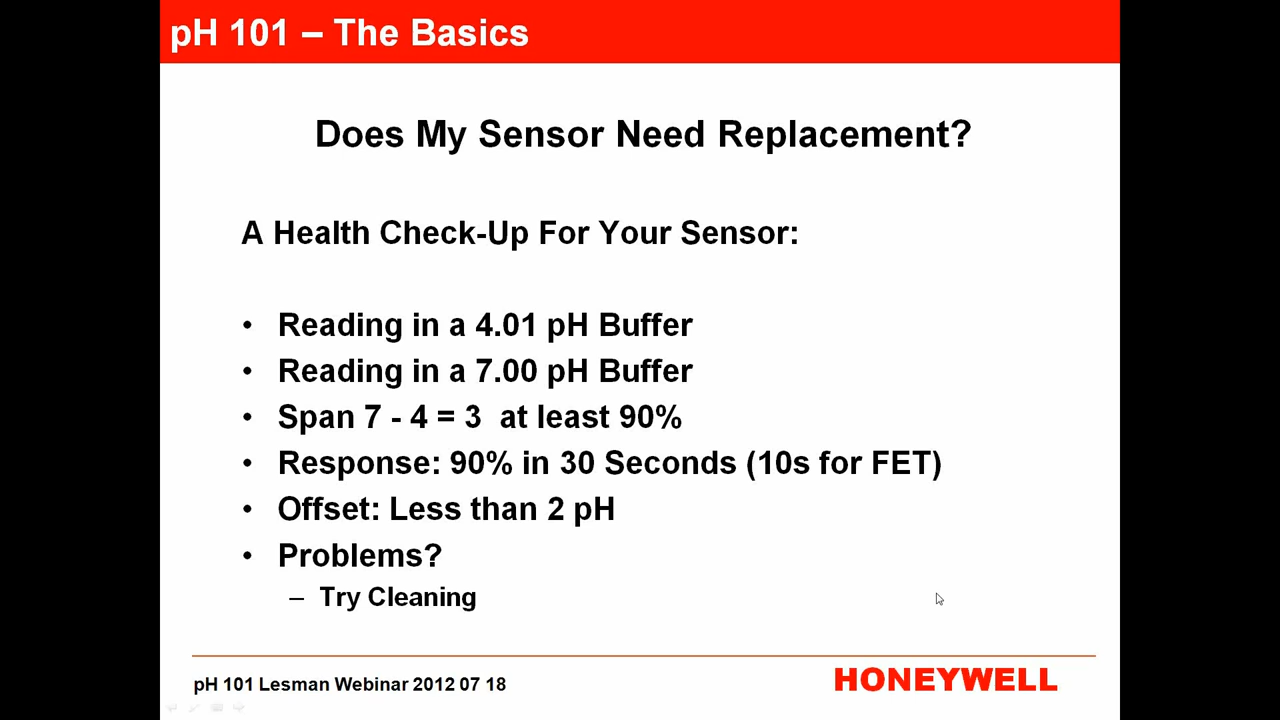 pH 101 – The Basics
Does My Sensor Need Replacement?
A Health Check-Up For Your Sensor:
• Reading in a 4.01 pH Buffer
• Reading in a 7.00 pH Buffer
• Span 7 - 4 = 3  at least 90%
• Response: 90% in 30 Seconds (10s for FET)
• Offset: Less than 2 pH
• Problems?
– Try Cleaning
pH 101 Lesman Webinar 2012 07 18
HONEYWELL